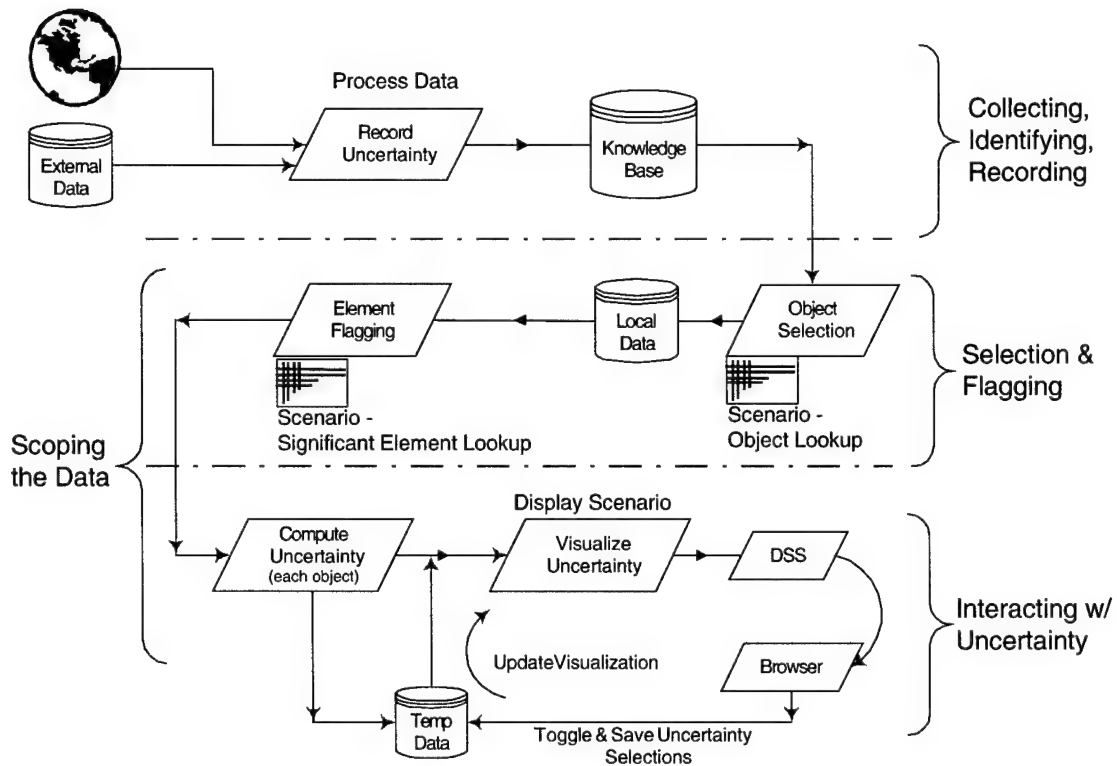 Process Data
Record
Uncertainty
External
Data
Knowledge
Base
Collecting,
Identifying,
Recording
Element
Flagging
Local
Data
Object
Selection
Scenario -
Significant Element Lookup
Scenario -
Object Lookup
Selection &
Flagging
Scoping
the Data
Display Scenario
Compute
Uncertainty
(each object)
Visualize
Uncertainty
DSS
Interacting w/
Uncertainty
UpdateVisualization
Browser
Temp
Data
Toggle & Save Uncertainty
Selections